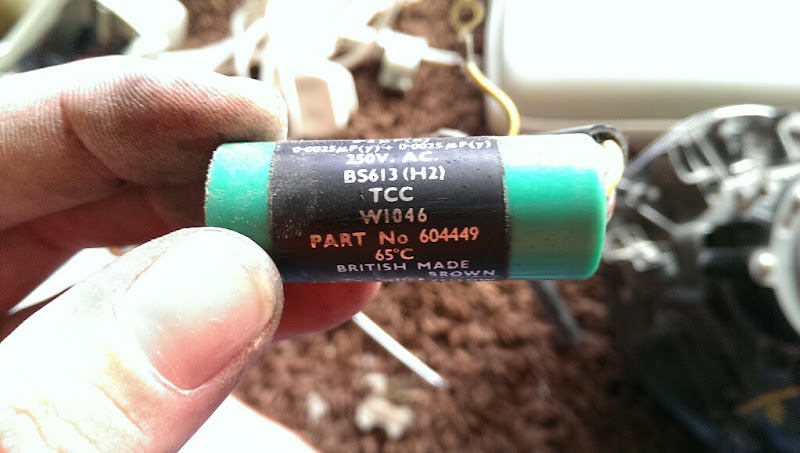 0·0025μF(y)+0·0025μF(y)
250V. AC.
BS613 (H2)
TCC
W1046
PART No 604449
65°C
BRITISH MADE
BROWN